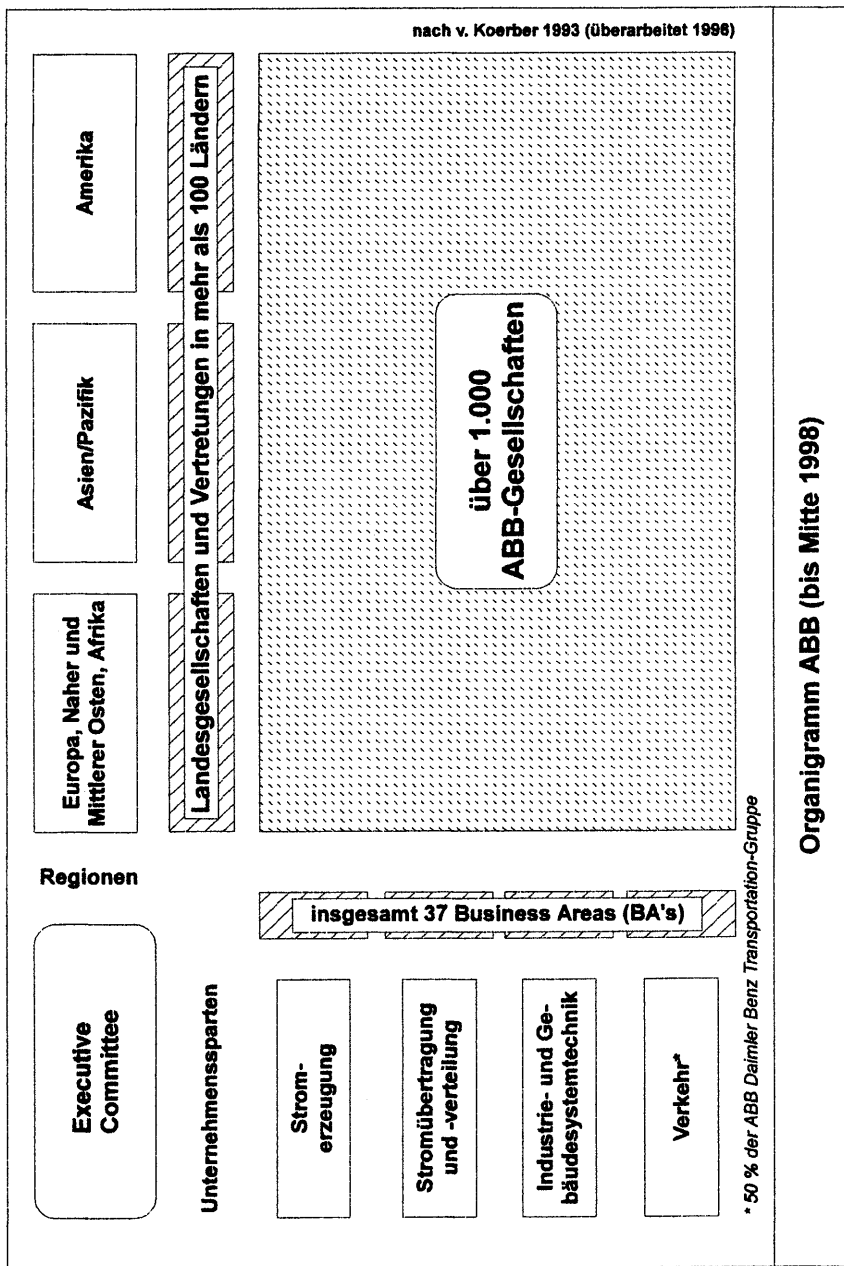 Executive
Committee
Regionen
Europa, Naher und
Mittlerer Osten, Afrika
Asien/Pazifik
Amerika
Unternehmenssparten
Landesgesellschaften und Vertretungen in mehr als 100 Ländern
Strom-
erzeugung
Stromübertragung
und -verteilung
Industrie- und Ge-
bäudesystemtechnik
Verkehr*
insgesamt 37 Business Areas (BA's)
über 1.000
ABB-Gesellschaften
* 50 % der ABB Daimler Benz Transportation-Gruppe
nach v. Koerber 1993 (überarbeitet 1996)
Organigramm ABB (bis Mitte 1998)